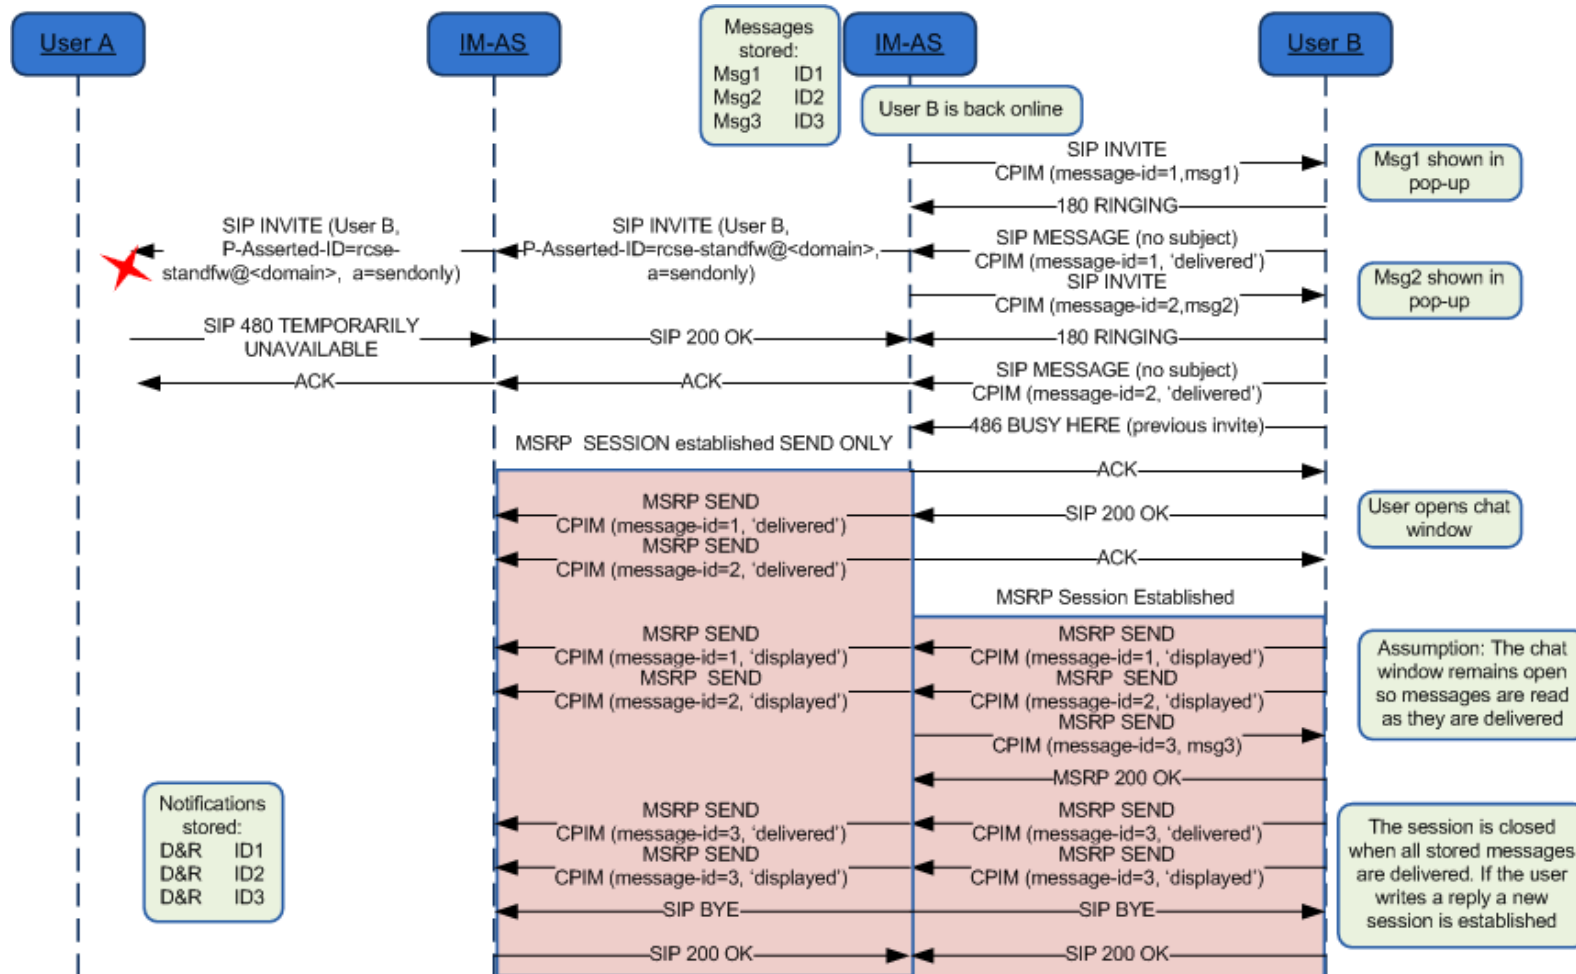 User A
IM-AS
Messages
stored:
Msg1 ID1
Msg2 ID2
Msg3 ID3
IM-AS
User B
User B is back online
SIP INVITE
CPIM (message-id=1,msg1)
Msg1 shown in
pop-up
180 RINGING
SIP INVITE (User B,
P-Asserted-ID=rcse-
standfw@<domain>, a=sendonly)
SIP INVITE (User B,
P-Asserted-ID=rcse-standfw@<domain>,
a=sendonly)
SIP MESSAGE (no subject)
CPIM (message-id=1, ‘delivered’)
SIP INVITE
CPIM (message-id=2,msg2)
Msg2 shown in
pop-up
SIP 480 TEMPORARILY
UNAVAILABLE
SIP 200 OK
180 RINGING
ACK
ACK
SIP MESSAGE (no subject)
CPIM (message-id=2, ‘delivered’)
486 BUSY HERE (previous invite)
MSRP SESSION established SEND ONLY
ACK
MSRP SEND
CPIM (message-id=1, ‘delivered’)
SIP 200 OK
User opens chat
window
MSRP SEND
CPIM (message-id=2, ‘delivered’)
ACK
MSRP Session Established
MSRP SEND
CPIM (message-id=1, ‘displayed’)
MSRP SEND
CPIM (message-id=1, ‘displayed’)
Assumption: The chat
window remains open
so messages are read
as they are delivered
MSRP SEND
CPIM (message-id=2, ‘displayed’)
MSRP SEND
CPIM (message-id=2, ‘displayed’)
MSRP SEND
CPIM (message-id=3, msg3)
MSRP 200 OK
Notifications
stored:
D&R ID1
D&R ID2
D&R ID3
MSRP SEND
CPIM (message-id=3, ‘delivered’)
MSRP SEND
CPIM (message-id=3, ‘delivered’)
The session is closed
when all stored messages
are delivered. If the user
writes a reply a new
session is established
MSRP SEND
CPIM (message-id=3, ‘displayed’)
MSRP SEND
CPIM (message-id=3, ‘displayed’)
SIP BYE
SIP BYE
SIP 200 OK
SIP 200 OK